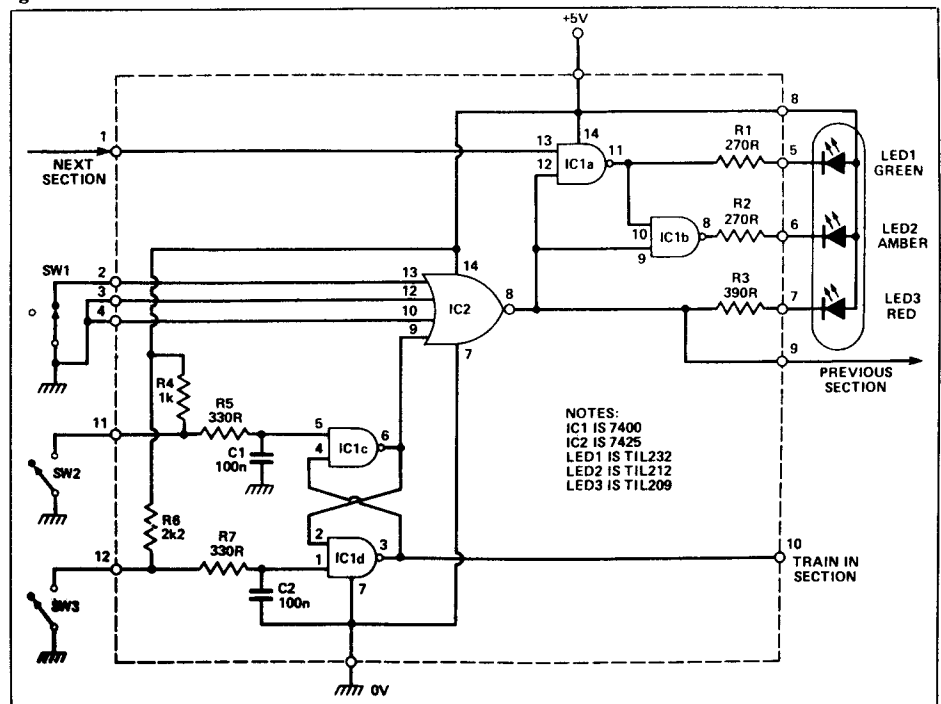 +5V
1
NEXT
SECTION
13
14
11
12
IC1a
R1
270R
8
5
LED1
GREEN
R2
270R
10
9
IC1b
8
6
LED2
AMBER
SW1
2
3
4
13
12
10
9
14
IC2
8
7
R3
390R
7
LED3
RED
9
PREVIOUS
SECTION
R4
1k
11
R5
330R
5
4
IC1c
6
C1
100n
SW2
NOTES:
IC1 IS 7400
IC2 IS 7425
LED1 IS TIL232
LED2 IS TIL212
LED3 IS TIL209
R6
2k2
12
R7
330R
2
1
IC1d
3
7
C2
100n
10
TRAIN IN
SECTION
SW3
0V